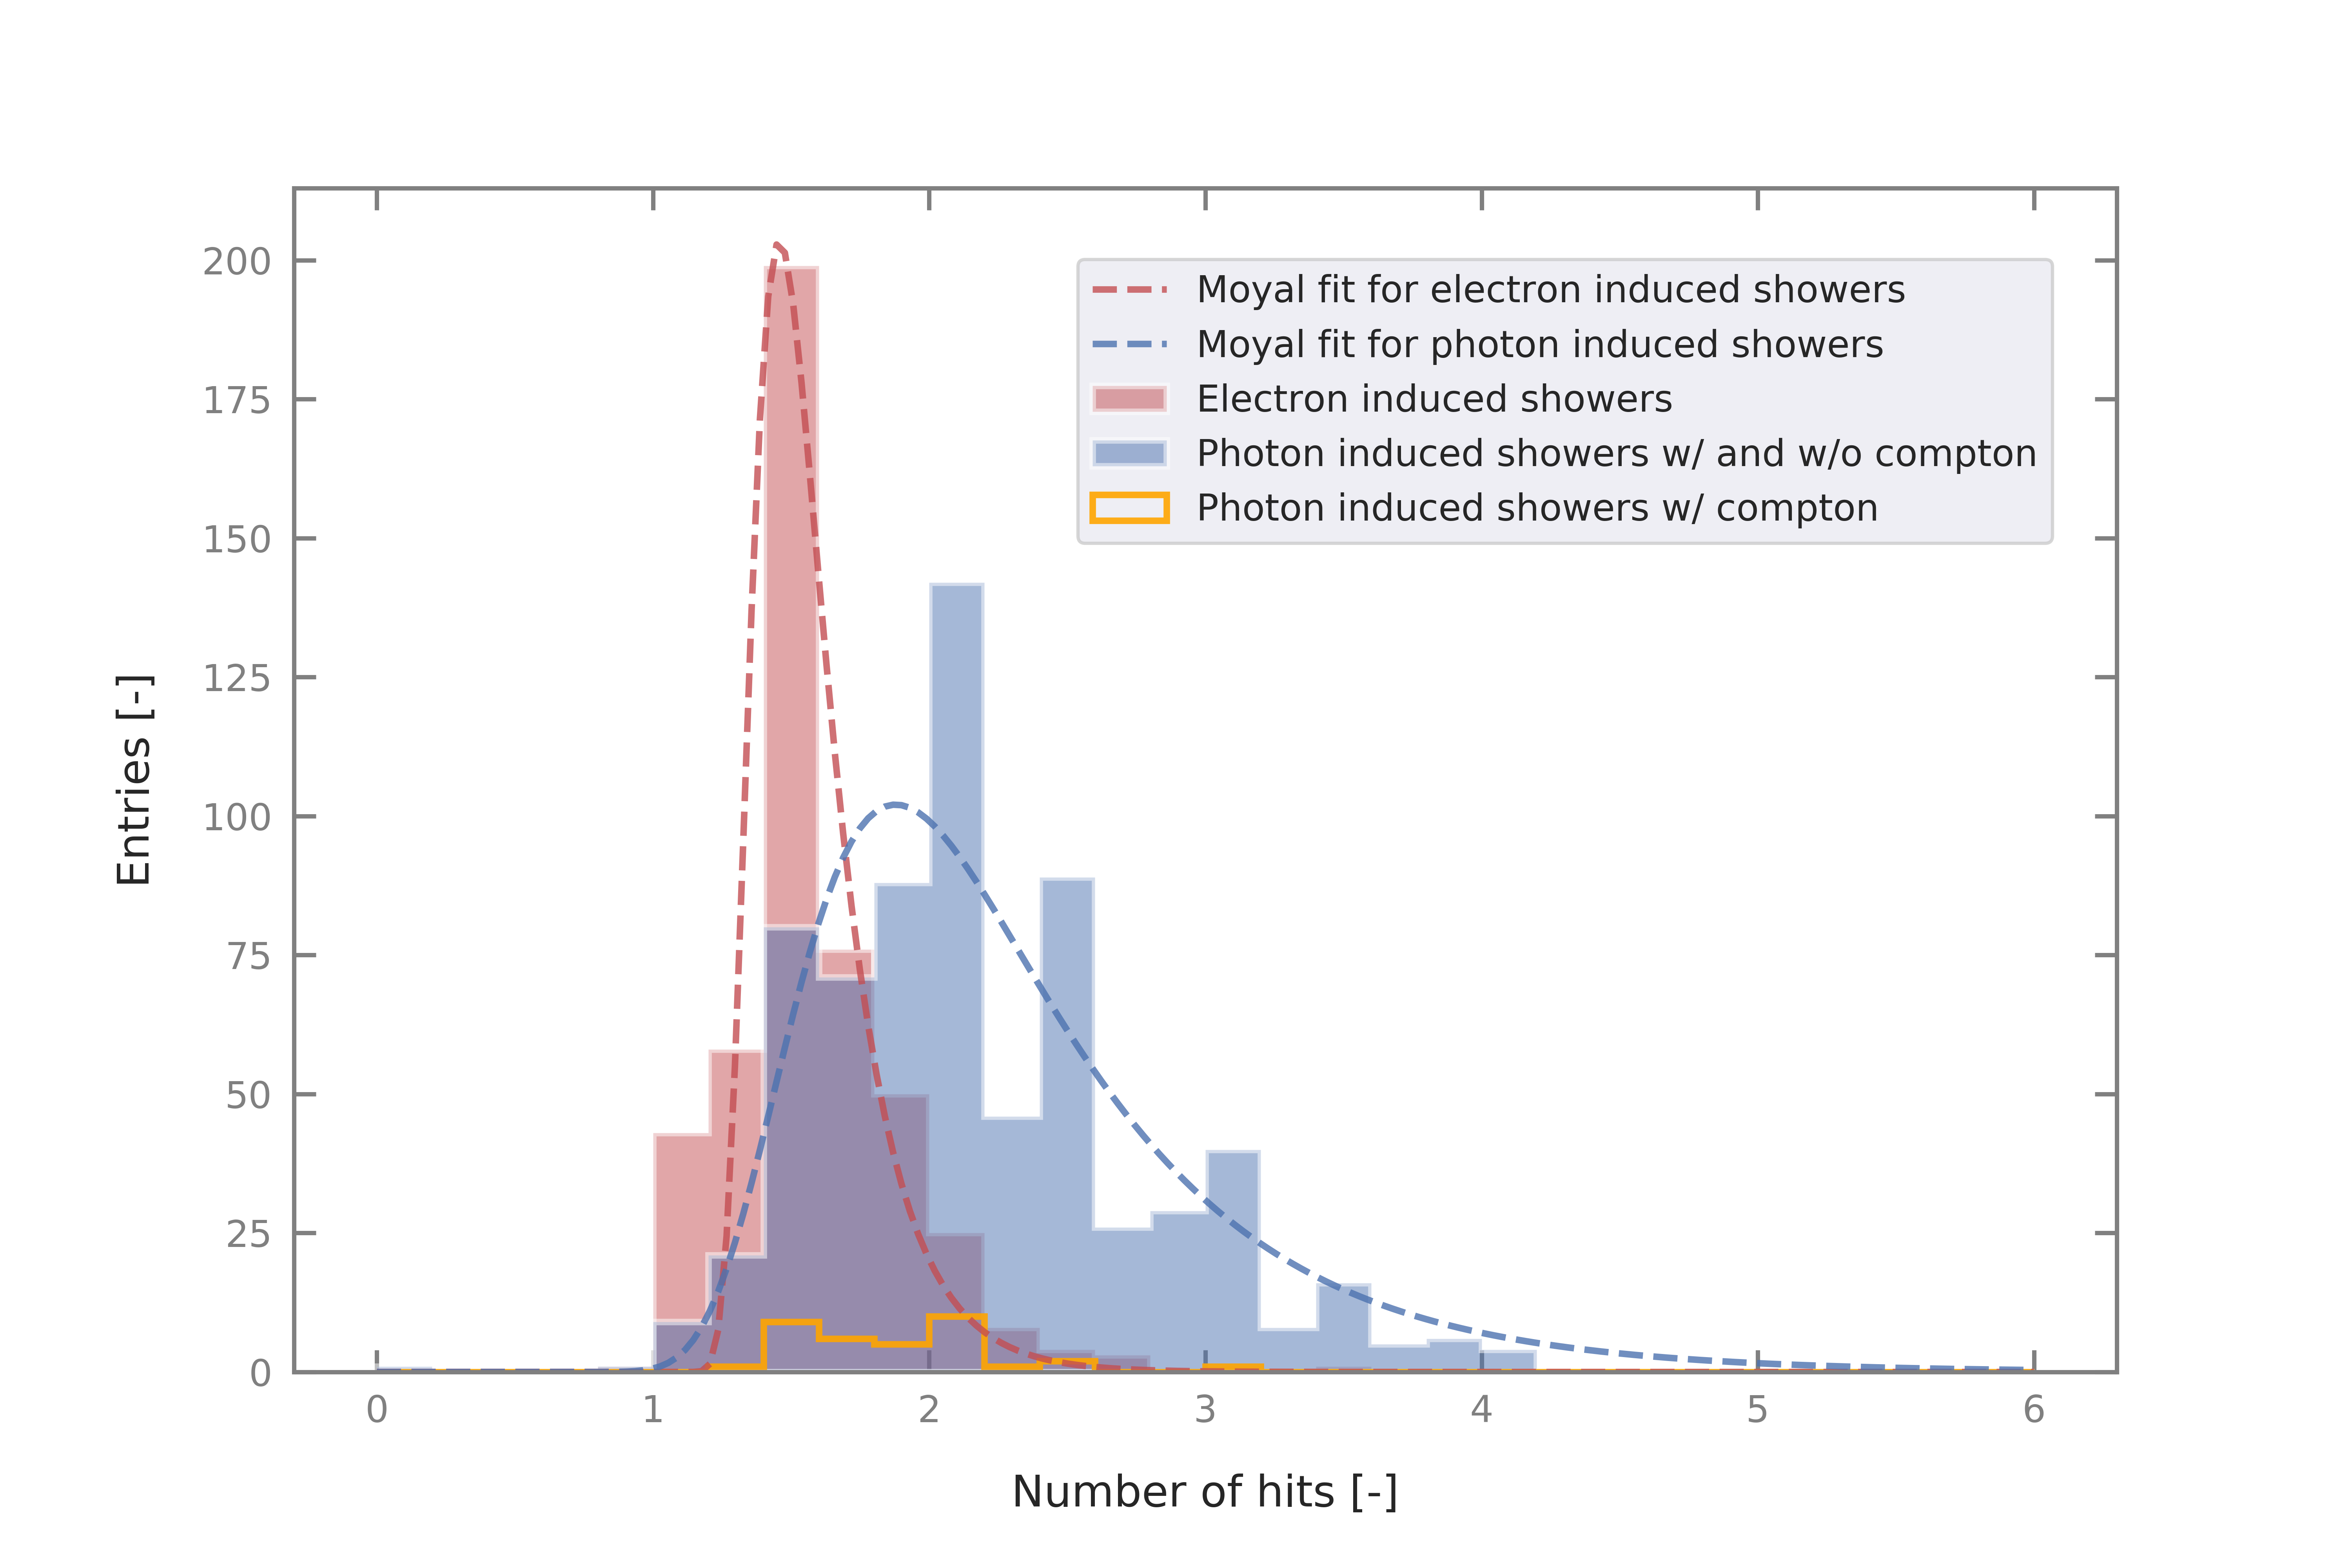 200
175
150
125
100
75
50
25
0
Entries [-]
Moyal fit for electron induced showers
Moyal fit for photon induced showers
Electron induced showers
Photon induced showers w/ and w/o compton
Photon induced showers w/ compton
0 1 2 3 4 5 6
Number of hits [-]